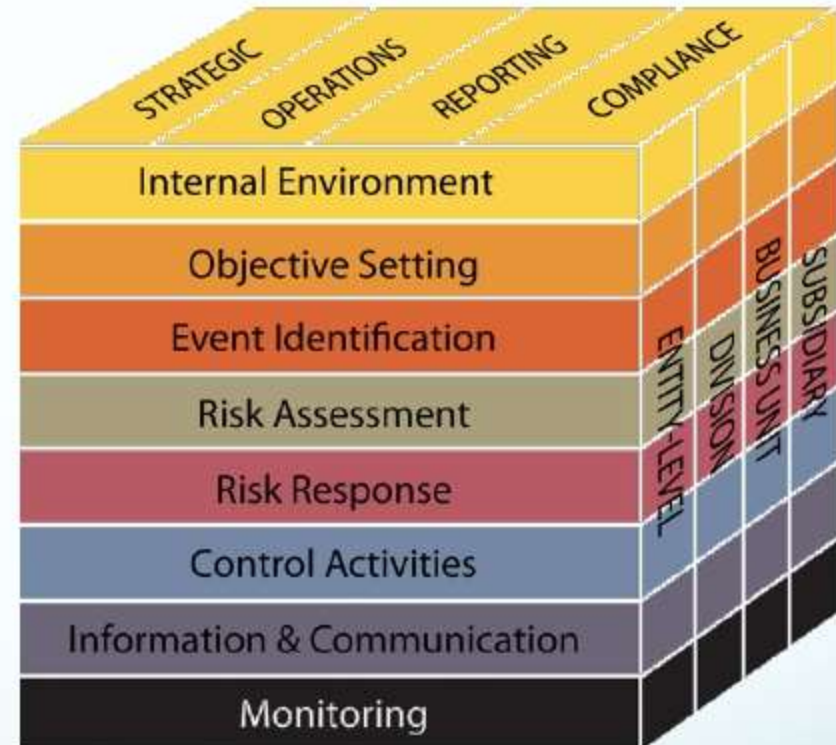 STRATEGIC
OPERATIONS
REPORTING
COMPLIANCE
Internal Environment
Objective Setting
Event Identification
Risk Assessment
Risk Response
Control Activities
Information & Communication
Monitoring
ENTITY-LEVEL
DIVISION
BUSINESS UNIT
SUBSIDIARY